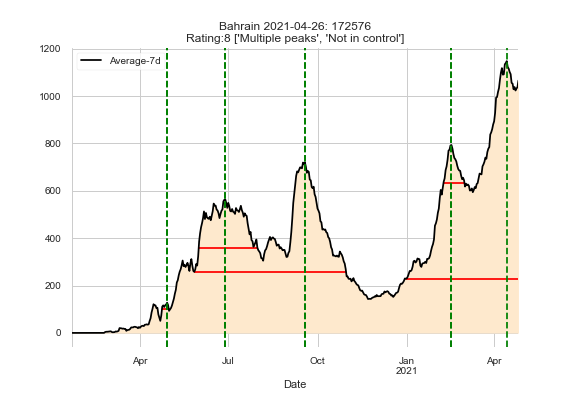 Bahrain 2021-04-26: 172576
Rating:8 ['Multiple peaks', 'Not in control']
Average-7d
1200
1000
800
600
400
200
0
Apr
Jul
Oct
Jan
2021
Apr
Date